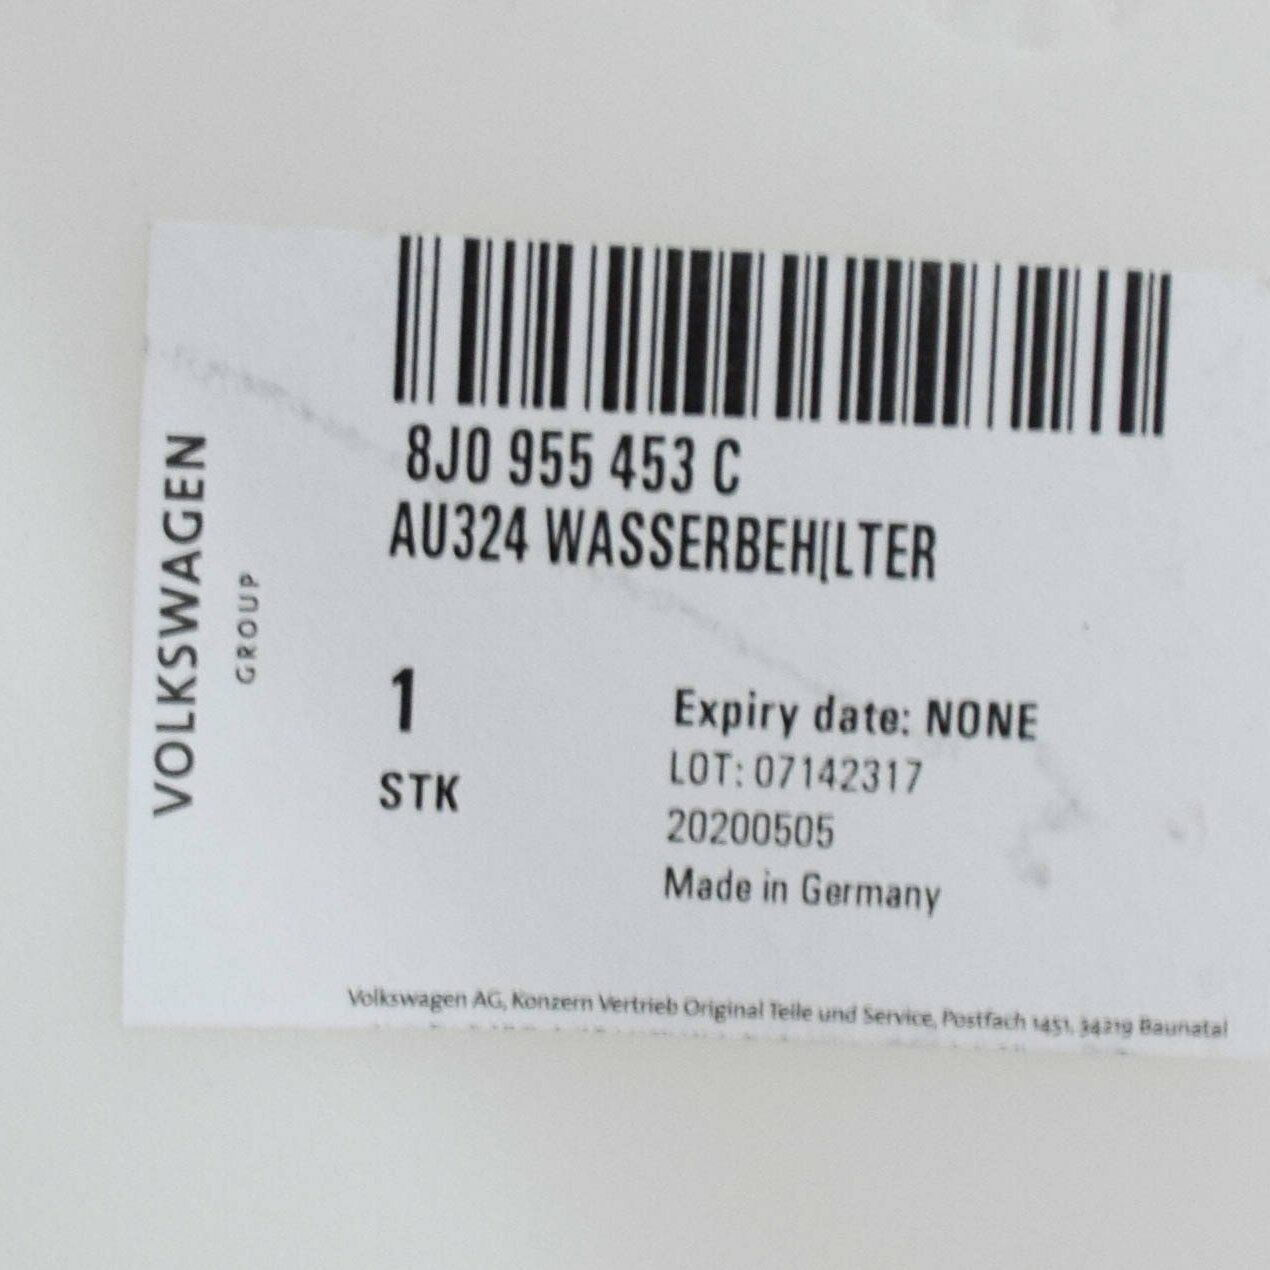 VOLKSWAGEN
GROUP
8J0 955 453 C
AU324 WASSERBEH[LTER
1
STK
Expiry date: NONE
LOT: 07142317
20200505
Made in Germany
Volkswagen AG, Konzern Vertrieb Original Teile und Service, Postfach 1451, 34219 Baunatal